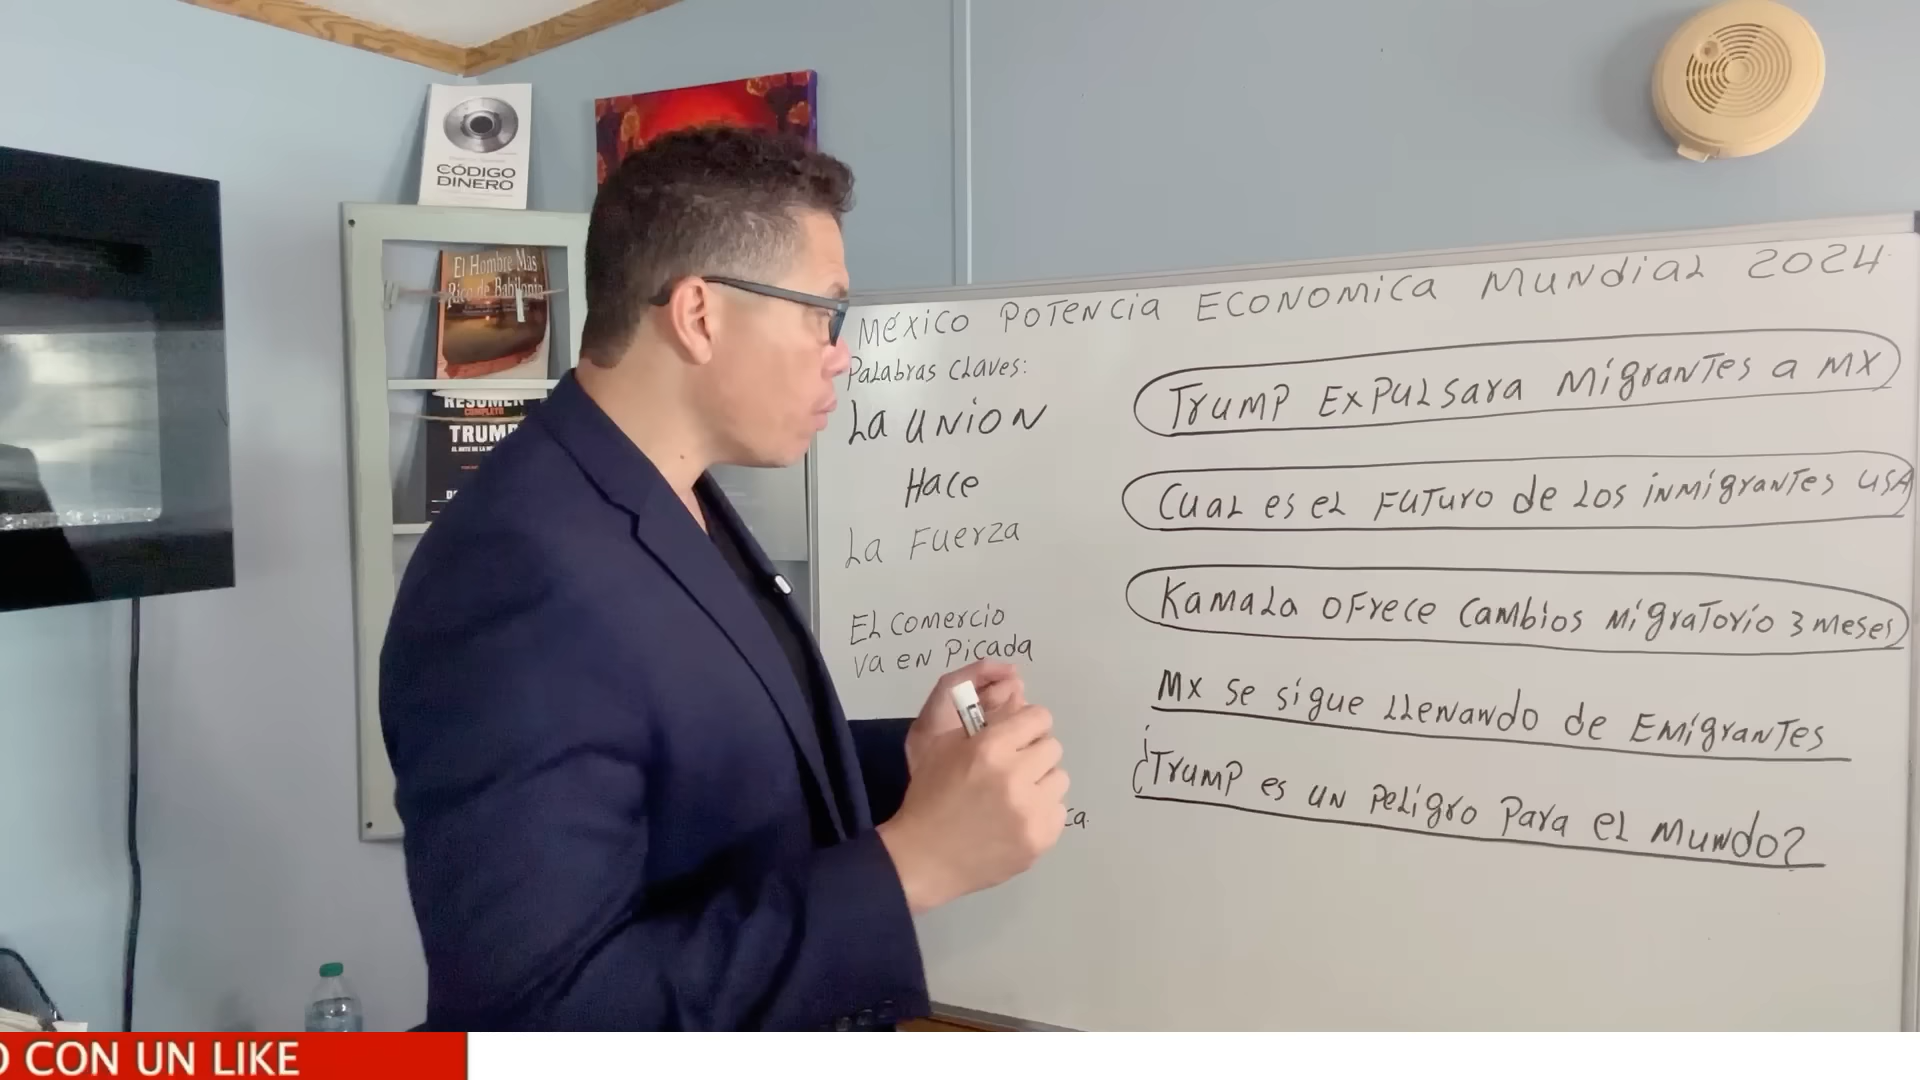 CÓDIGO
DINERO
El Hombre Mas
Rico de Babilonia
RESUMEN
COMPLETO
TRUMP
MéXICO POTENCIA ECONOMICA MUNDIAL 2024
PALABRAS CLAVES:
LA UNION
Hace
LA FUERZA
EL COMERCIO
VA EN PICADA
TRUMP EXPULSARA MIGRANTES A MX
CUAL ES EL FUTURO de LOS INMIGRANTES USA
KAMALA OFRECE CAMBIOS MIGRATORIO 3 MESES
MX SE SIGUE LLENANDO de EMIGRANTES
¿TRUMP ES UN PELIGRO PARA EL MUNDO?
CON UN LIKE